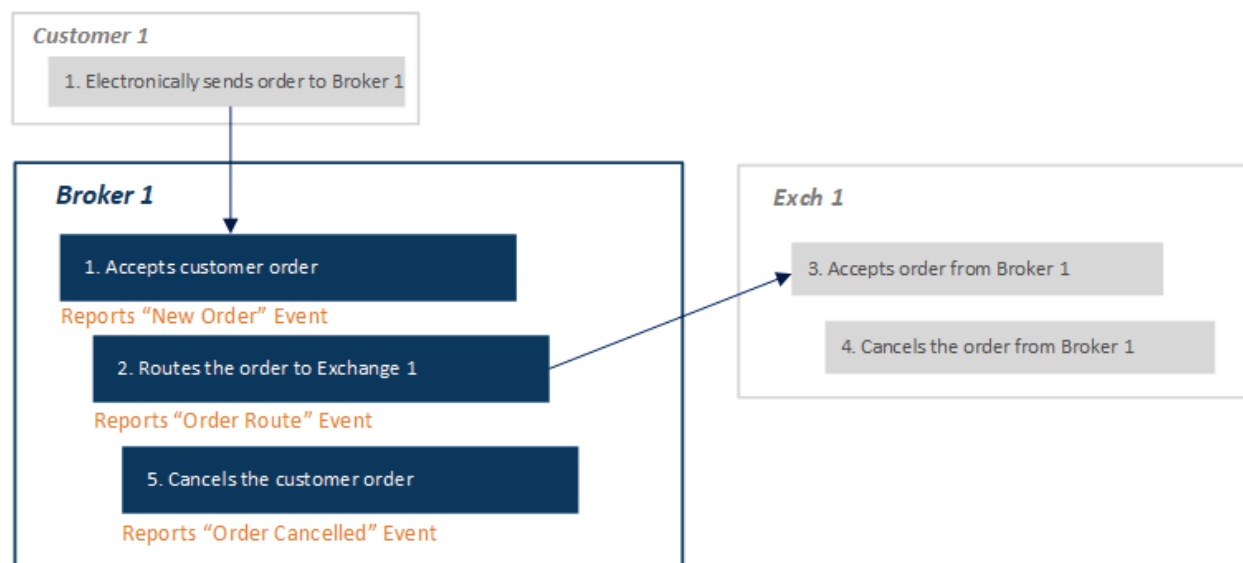 Customer 1
1. Electronically sends order to Broker 1
Broker 1
1. Accepts customer order
Reports “New Order” Event
2. Routes the order to Exchange 1
Reports “Order Route” Event
5. Cancels the customer order
Reports “Order Cancelled” Event
Exch 1
3. Accepts order from Broker 1
4. Cancels the order from Broker 1